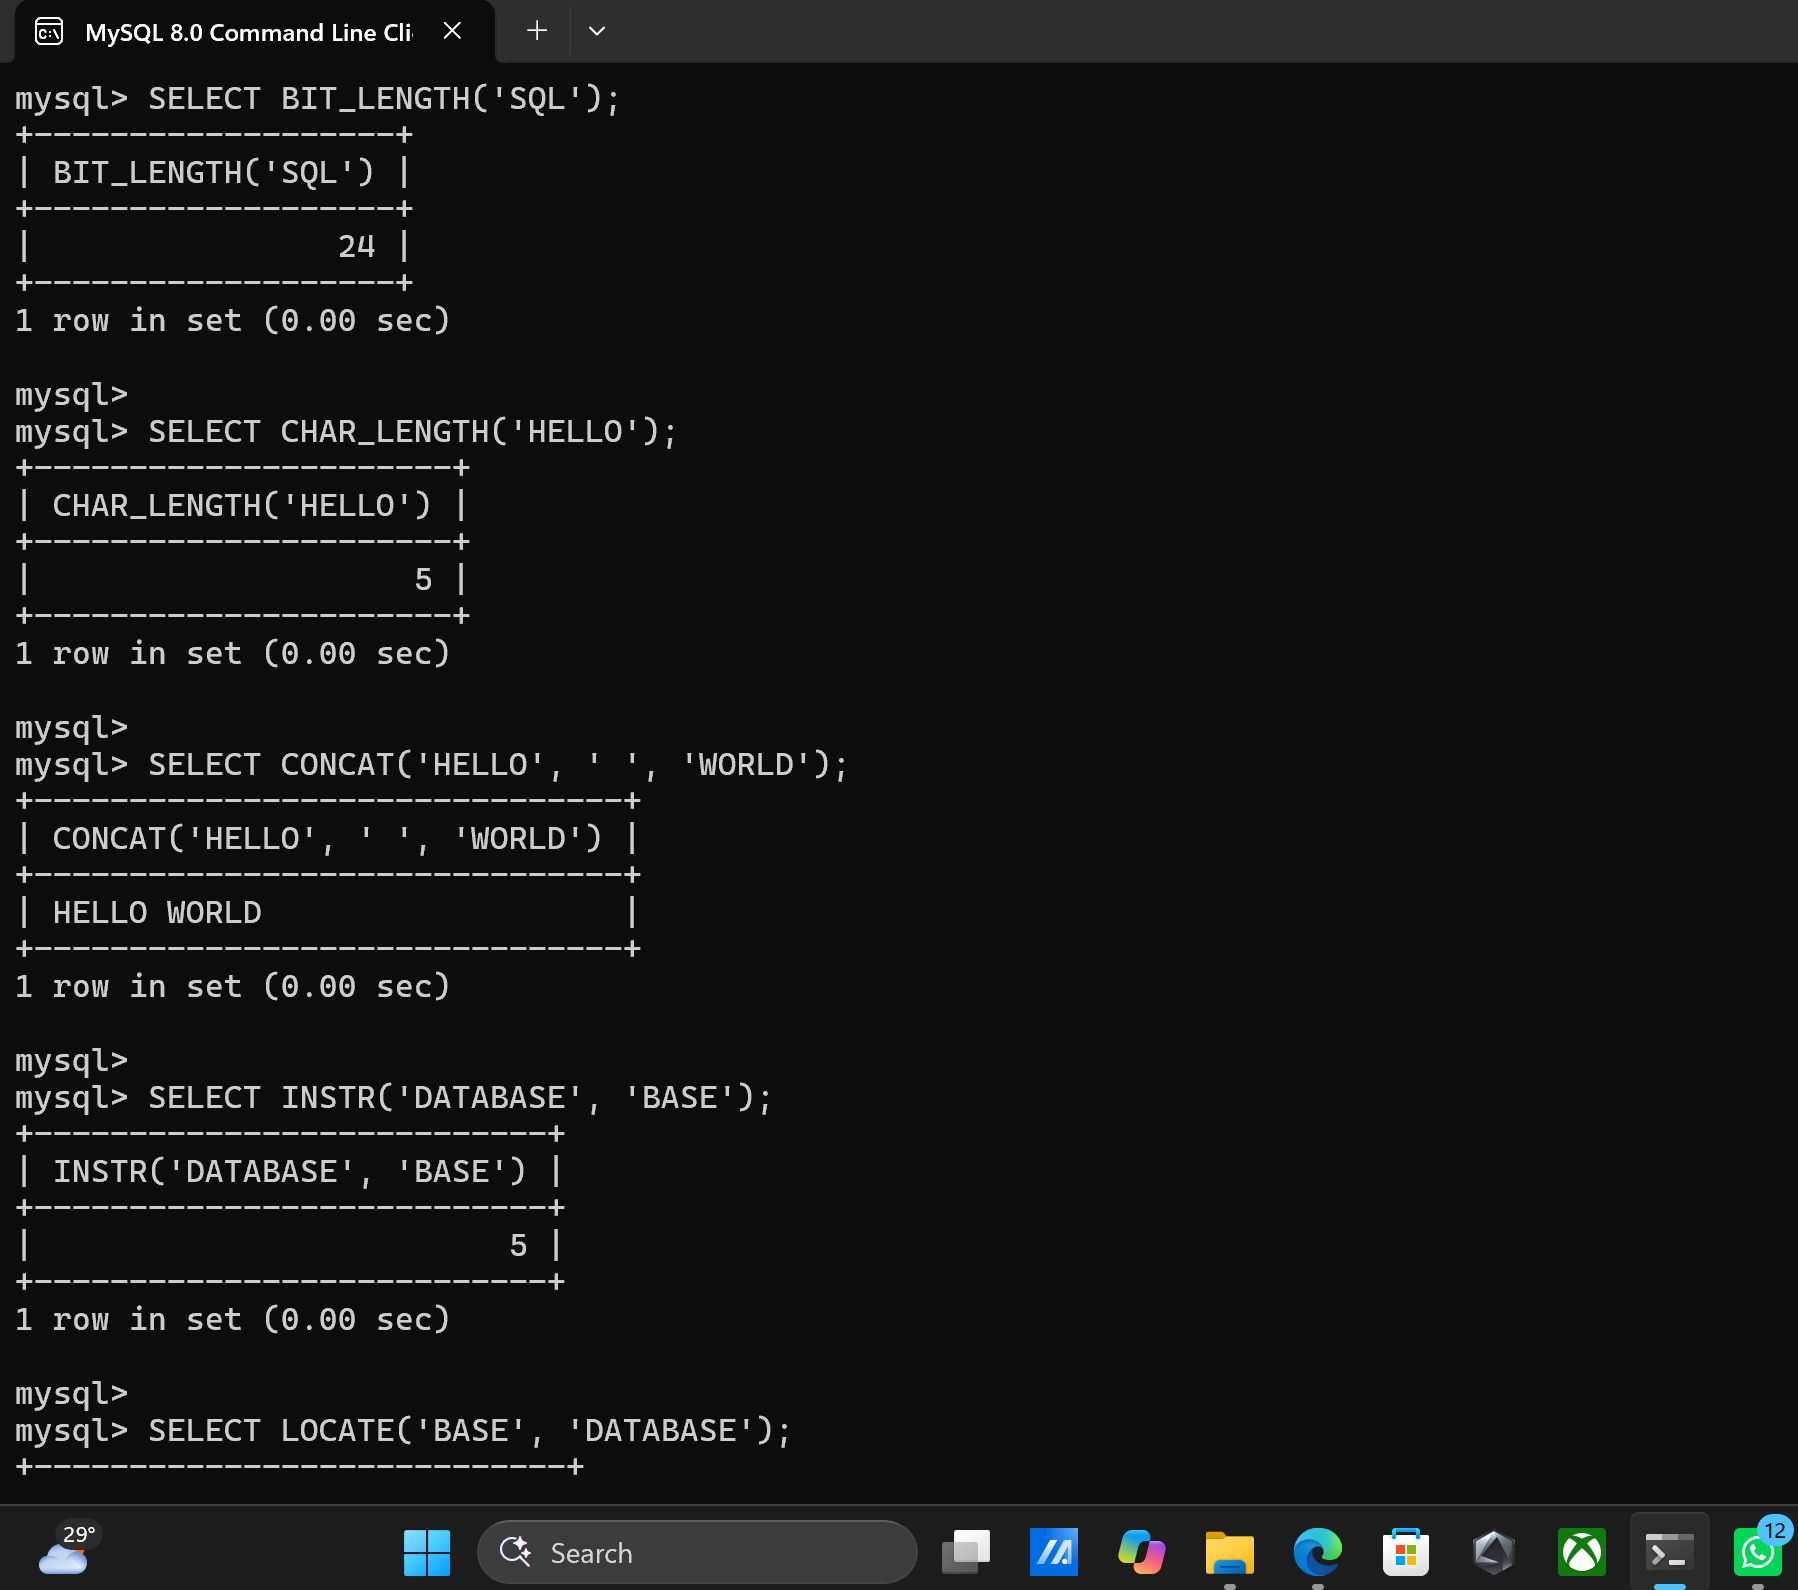 MySQL 8.0 Command Line Cli
mysql> SELECT BIT_LENGTH('SQL');
+-------------------+
| BIT_LENGTH('SQL') |
+-------------------+
|                24 |
+-------------------+
1 row in set (0.00 sec)

mysql>
mysql> SELECT CHAR_LENGTH('HELLO');
+----------------------+
| CHAR_LENGTH('HELLO') |
+----------------------+
|                    5 |
+----------------------+
1 row in set (0.00 sec)

mysql>
mysql> SELECT CONCAT('HELLO', ' ', 'WORLD');
+-------------------------------+
| CONCAT('HELLO', ' ', 'WORLD') |
+-------------------------------+
| HELLO WORLD                   |
+-------------------------------+
1 row in set (0.00 sec)

mysql>
mysql> SELECT INSTR('DATABASE', 'BASE');
+---------------------------+
| INSTR('DATABASE', 'BASE') |
+---------------------------+
|                         5 |
+---------------------------+
1 row in set (0.00 sec)

mysql>
mysql> SELECT LOCATE('BASE', 'DATABASE');
+----------------------------+
29°
Search
12